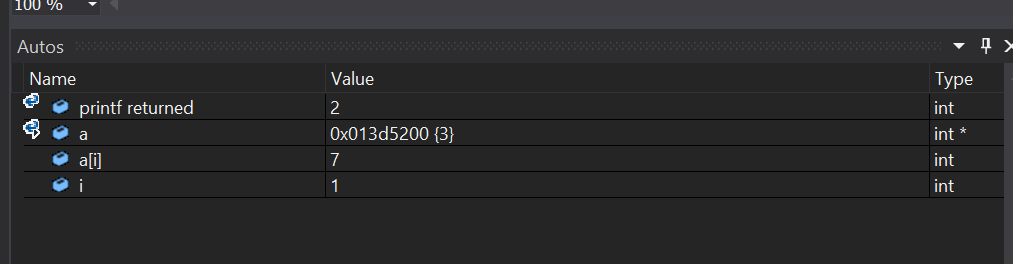 100 %
Autos
Name Value Type
printf returned 2 int
a 0x013d5200 {3} int *
a[i] 7 int
i 1 int